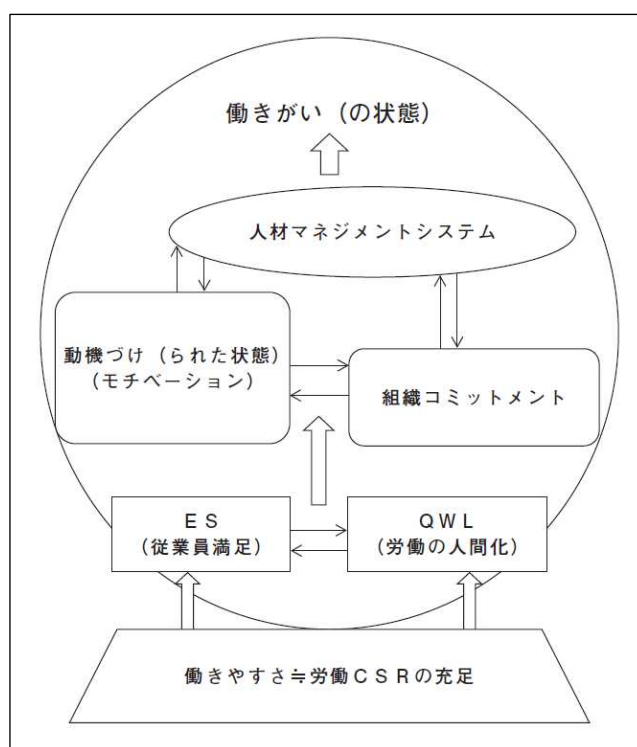 働きがい（の状態）
人材マネジメントシステム
動機づけ（られた状態）
（モチベーション）
組織コミットメント
ＥＳ
（従業員満足）
ＱＷＬ
（労働の人間化）
働きやすさ≒労働ＣＳＲの充足